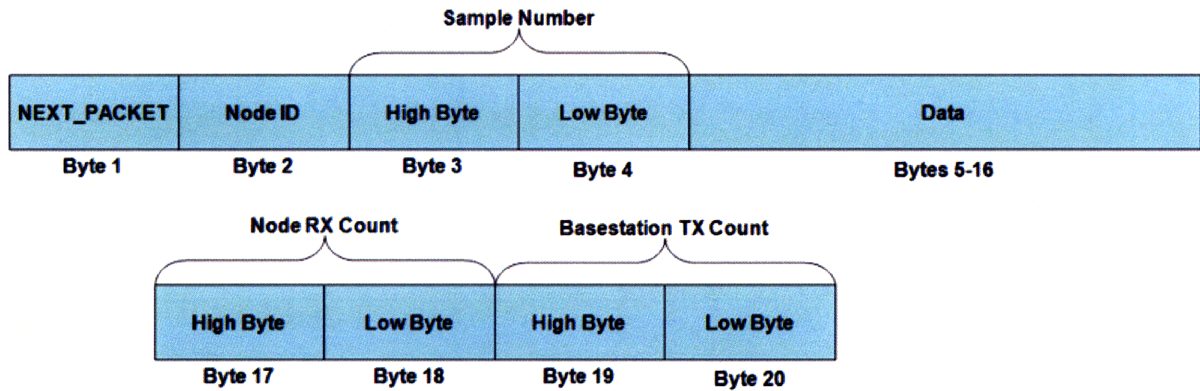 Sample Number
NEXT_PACKET Node ID High Byte Low Byte Data
Byte 1 Byte 2 Byte 3 Byte 4 Bytes 5-16
Node RX Count Basestation TX Count
High Byte Low Byte High Byte Low Byte
Byte 17 Byte 18 Byte 19 Byte 20